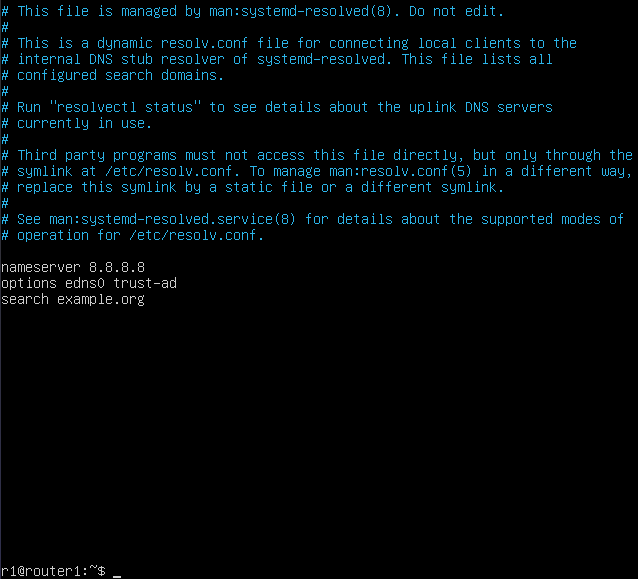 # This file is managed by man:systemd-resolved(8). Do not edit.
#
# This is a dynamic resolv.conf file for connecting local clients to the
# internal DNS stub resolver of systemd-resolved. This file lists all
# configured search domains.
#
# Run "resolvectl status" to see details about the uplink DNS servers
# currently in use.
#
# Third party programs must not access this file directly, but only through the
# symlink at /etc/resolv.conf. To manage man:resolv.conf(5) in a different way,
# replace this symlink by a static file or a different symlink.
#
# See man:systemd-resolved.service(8) for details about the supported modes of
# operation for /etc/resolv.conf.
nameserver 8.8.8.8
options edns0 trust-ad
search example.org
r1@router1:~$ _